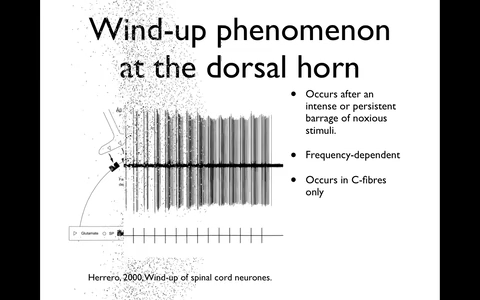 Wind-up phenomenon
at the dorsal horn
• Occurs after an
intense or persistent
barrage of noxious
stimuli.
• Frequency-dependent
• Occurs in C-fibres
only
Glutamate SP
Herrero, 2000, Wind-up of spinal cord neurones.